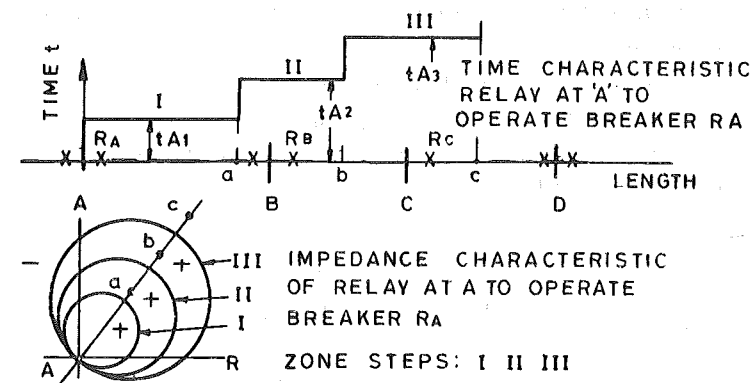 TIME t
I
II
III
tA1
tA2
tA3
TIME CHARACTERISTIC
RELAY AT 'A' TO
OPERATE BREAKER RA
RA
RB
RC
a
b
c
LENGTH
A
B
C
D
c
b
a
III
II
I
IMPEDANCE CHARACTERISTIC
OF RELAY AT A TO OPERATE
BREAKER RA
A
R
ZONE STEPS: I II III